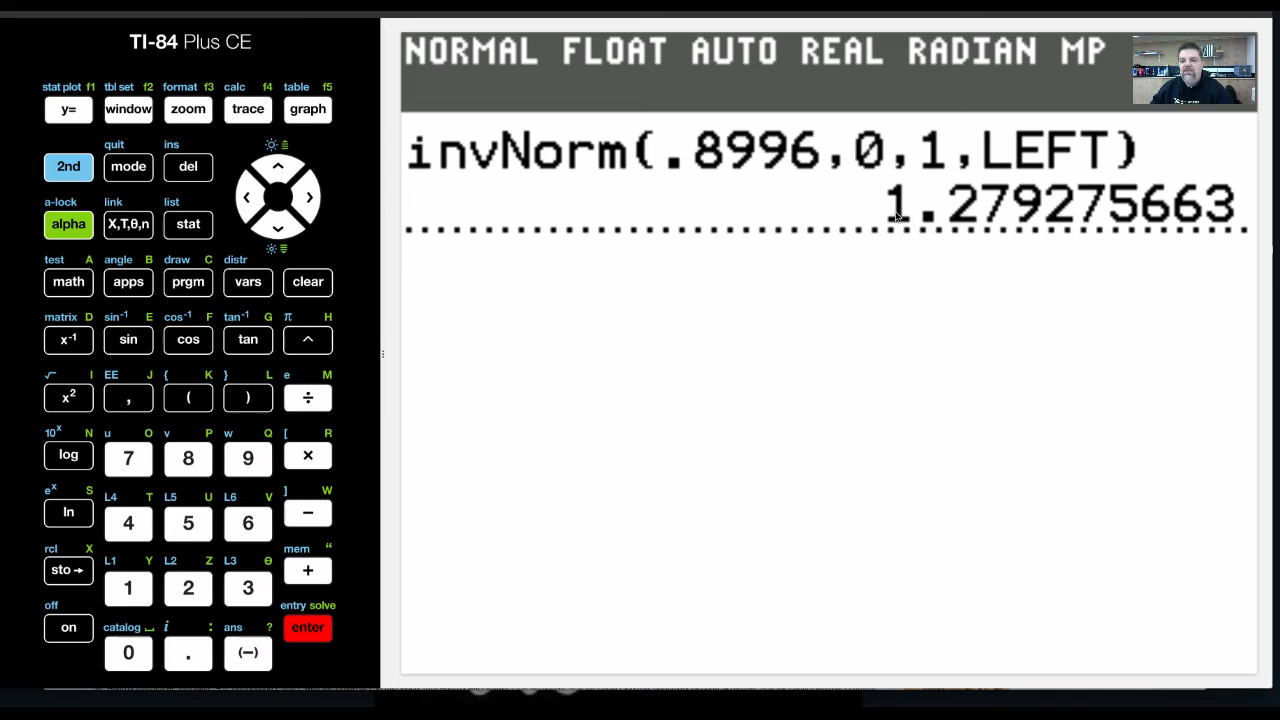 TI-84 Plus CE
stat plot f1 tbl set f2 format f3 calc f4 table f5
y= window zoom trace graph
quit ins
2nd mode del
a-lock link list
alpha X,T,θ,n stat
test A angle B draw C distr
math apps prgm vars clear
matrix D sin⁻¹ E cos⁻¹ F tan⁻¹ G π H
x⁻¹ sin cos tan ^
√ I EE J { K } L e M
x² , ( ) ÷
10ˣ N u O v P w Q [ R
log 7 8 9 ×
eˣ S L4 T L5 U L6 V ] W
ln 4 5 6 −
rcl X L1 Y L2 Z L3 θ mem “
sto→ 1 2 3 +
off catalog ⎵ i : ans ? entry solve
on 0 . (−) enter
NORMAL FLOAT AUTO REAL RADIAN MP
invNorm(.8996,0,1,LEFT)
1.279275663